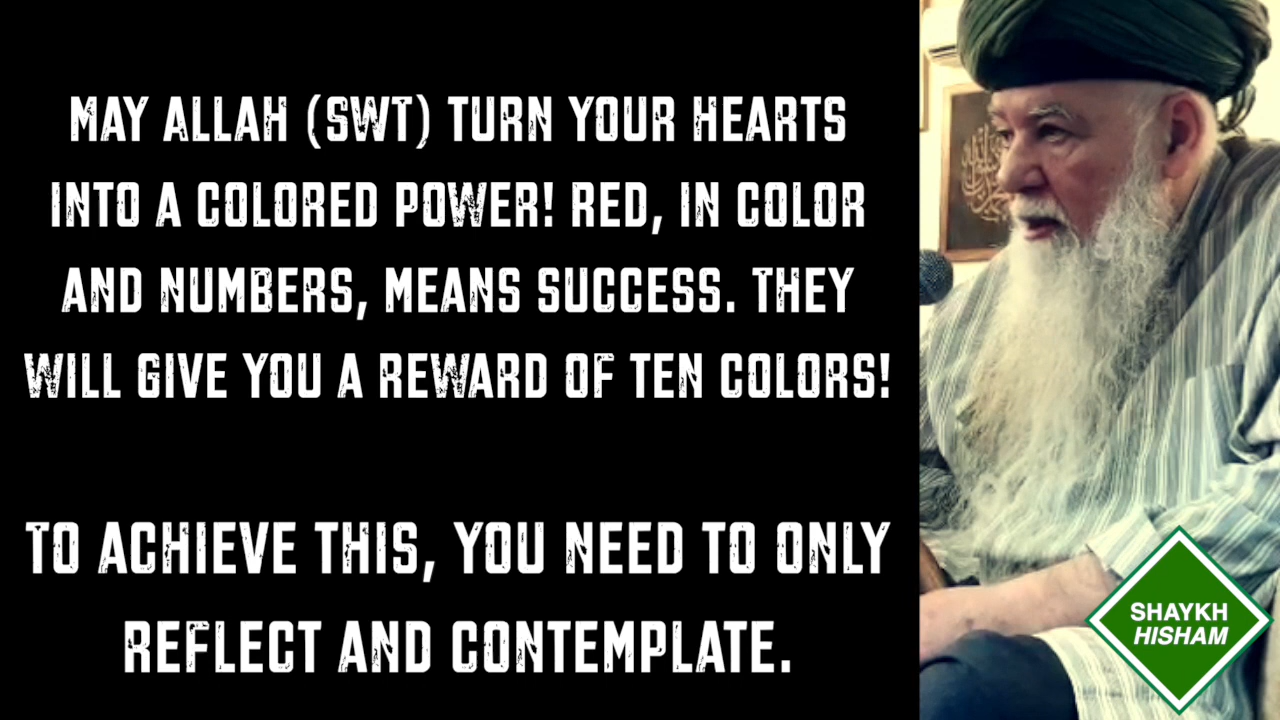 MAY ALLAH (SWT) TURN YOUR HEARTS
INTO A COLORED POWER! RED, IN COLOR
AND NUMBERS, MEANS SUCCESS. THEY
WILL GIVE YOU A REWARD OF TEN COLORS!
TO ACHIEVE THIS, YOU NEED TO ONLY
REFLECT AND CONTEMPLATE.
SHAYKH
HISHAM